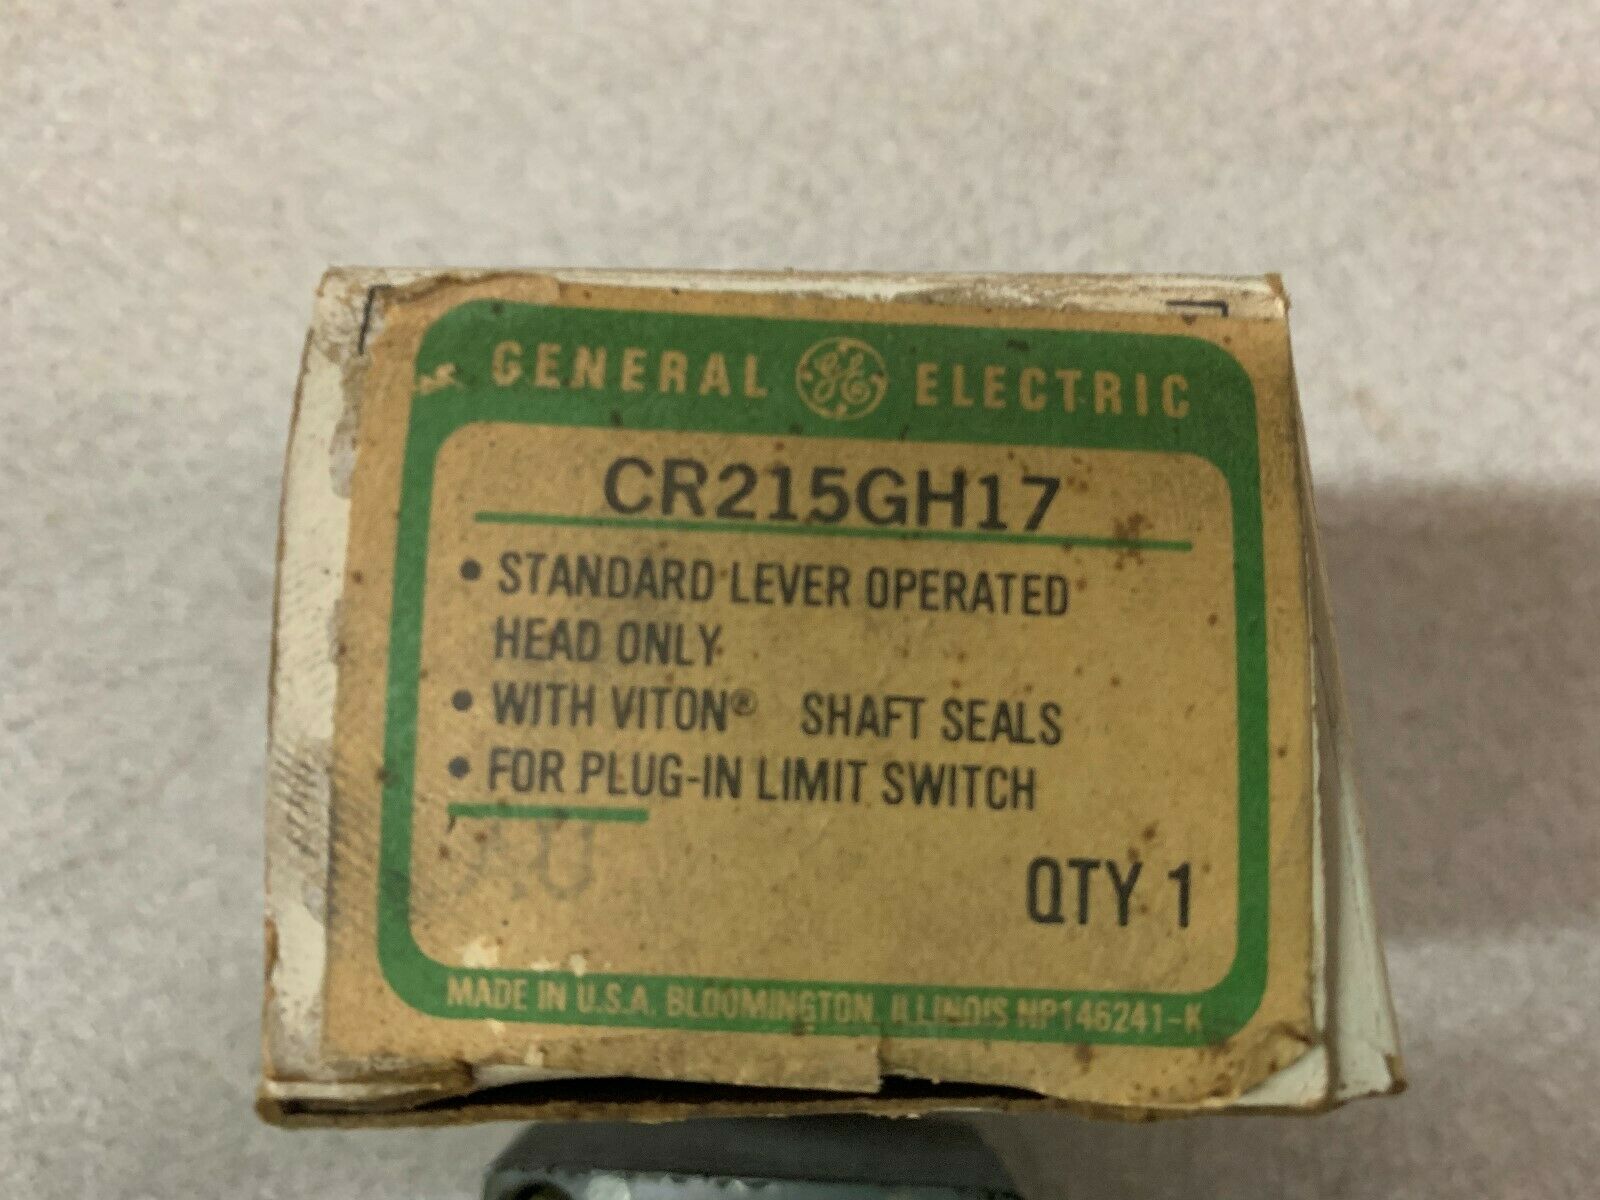 GENERAL GE ELECTRIC
CR215GH17
• STANDARD LEVER OPERATED
HEAD ONLY
• WITH VITON® SHAFT SEALS
• FOR PLUG-IN LIMIT SWITCH
QTY 1
MADE IN U.S.A. BLOOMINGTON, ILLINOIS NP146241-K